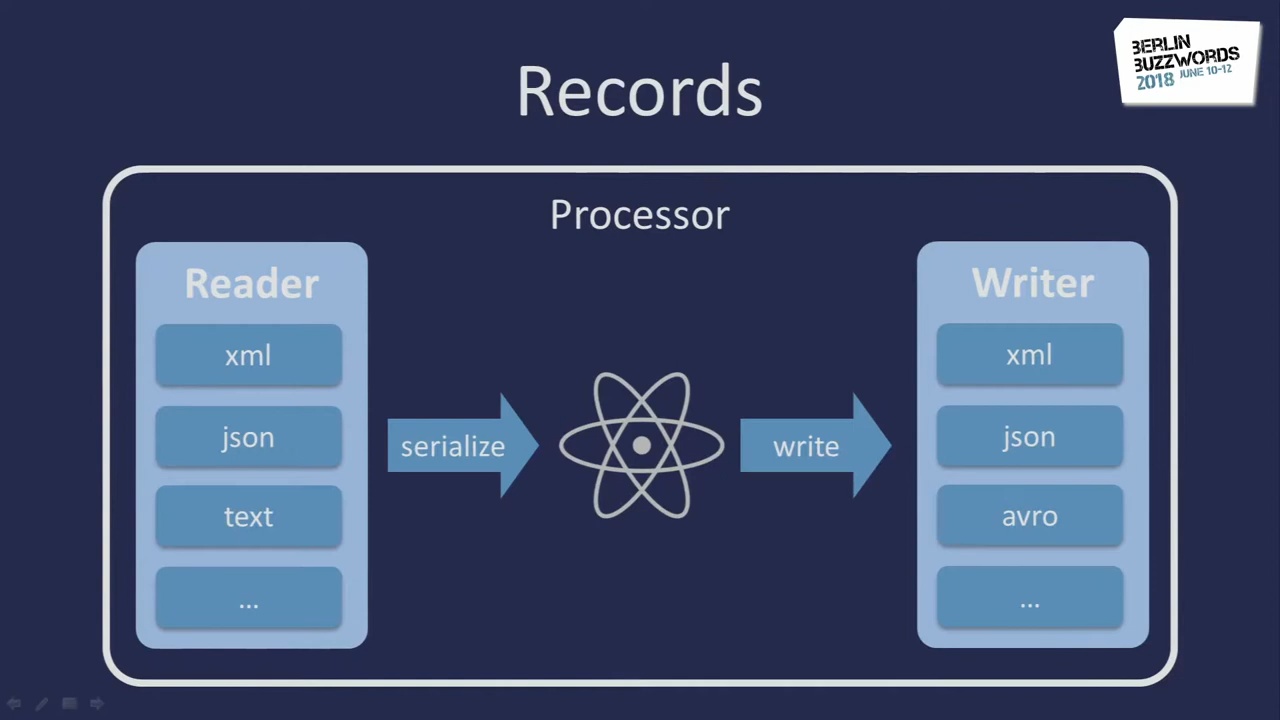 BERLIN
BUZZWORDS
2018 JUNE 10-12
Records
Processor
Reader
xml
json
text
...
serialize
write
Writer
xml
json
avro
...